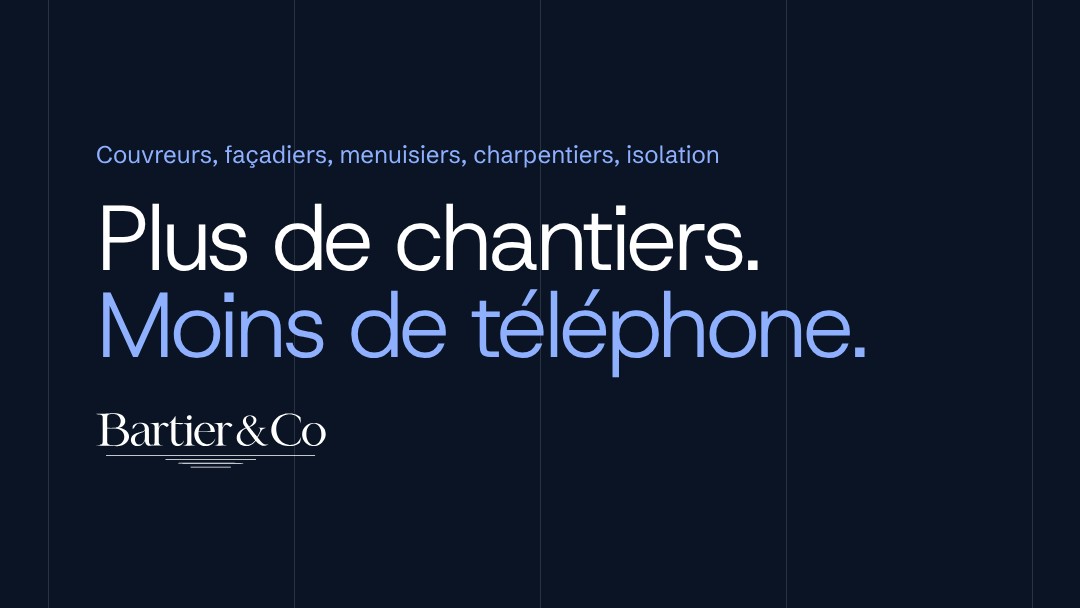 Couvreurs, façadiers, menuisiers, charpentiers, isolation
Plus de chantiers.
Moins de téléphone.
Bartier & Co